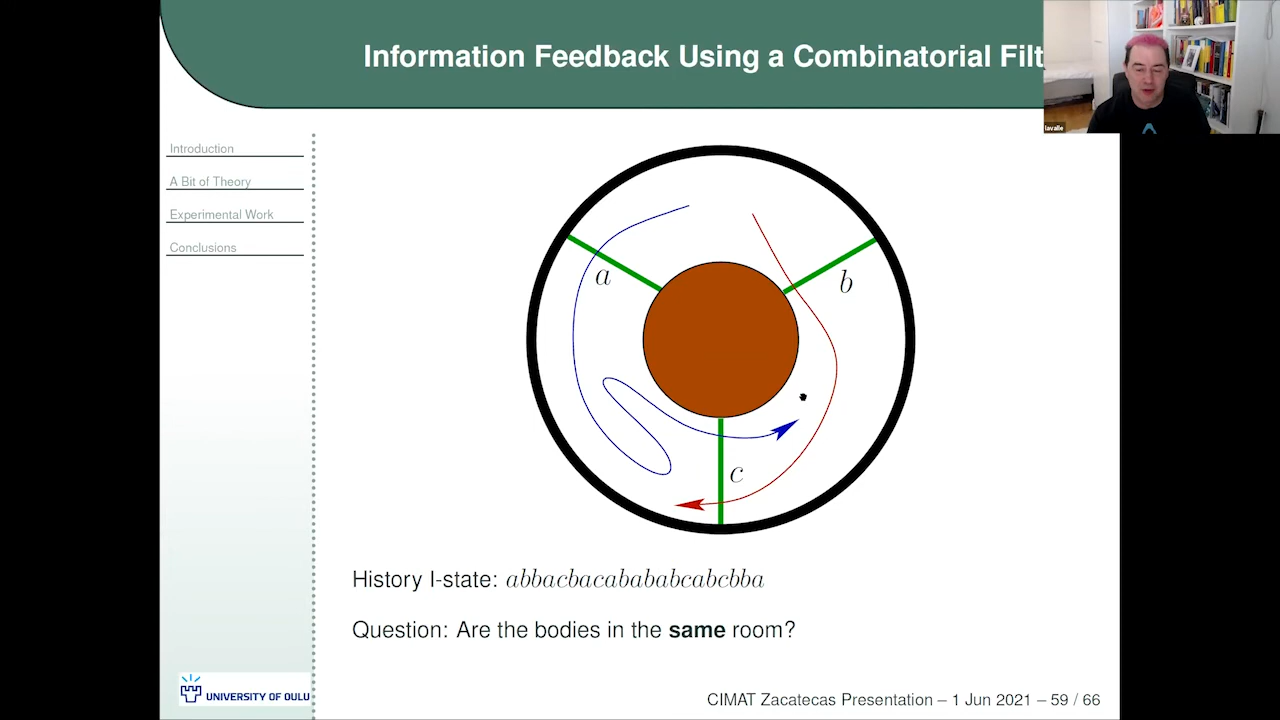 Information Feedback Using a Combinatorial Filt
lavalle
Introduction
A Bit of Theory
Experimental Work
Conclusions
a
b
c
History I-state: abbacbacabababcabcbba
Question: Are the bodies in the same room?
UNIVERSITY OF OULU
CIMAT Zacatecas Presentation – 1 Jun 2021 – 59 / 66